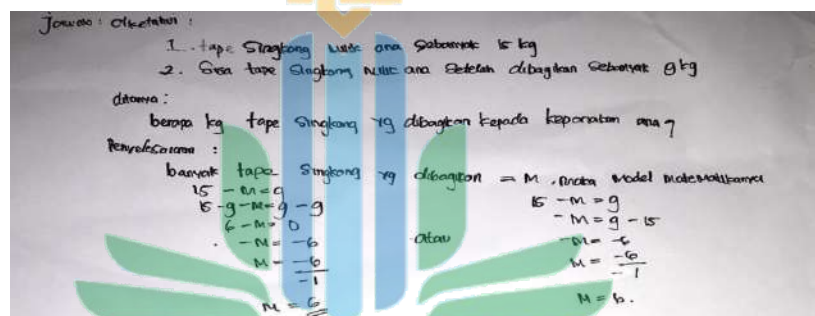 Jawab : Diketahui :
1. tape Singkong milik ana Sebanyak 15 kg
2. Sisa tape Singkong milik ana Setelah dibagikan Sebanyak 9 kg
ditanya :
berapa kg tape singkong yg dibagikan kepada keponakan ana ?
Penyelesaian :
banyak tape Singkong yg dibagikan = M . maka Model matematikanya
15 - M = 9
15 - 9 - M = 9 - 9
6 - M = 0
- M = -6
M = -6
-1
M = 6
atau
15 - M = 9
- M = 9 - 15
- M = -6
M = -6
-1
M = 6.